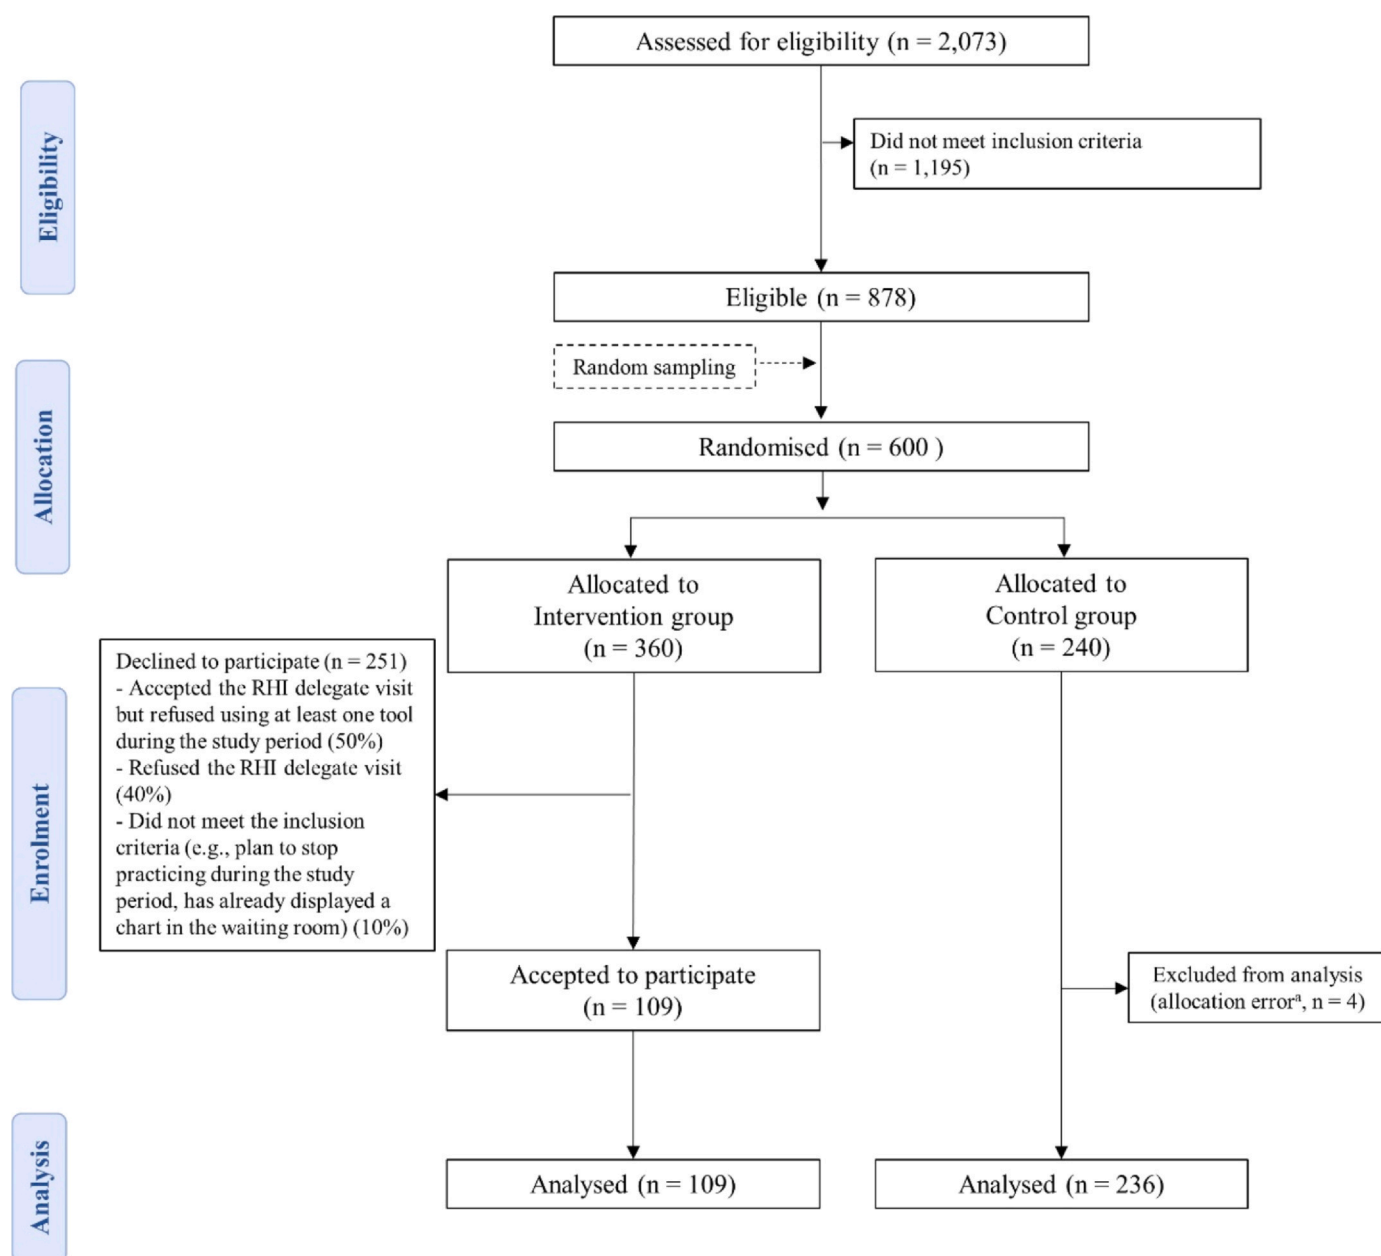 Assessed for eligibility (n = 2,073)
Eligibility
Did not meet inclusion criteria
(n = 1,195)
Eligible (n = 878)
Random sampling
Allocation
Randomised (n = 600 )
Allocated to
Intervention group
(n = 360)
Allocated to
Control group
(n = 240)
Enrolment
Declined to participate (n = 251)
- Accepted the RHI delegate visit
but refused using at least one tool
during the study period (50%)
- Refused the RHI delegate visit
(40%)
- Did not meet the inclusion
criteria (e.g., plan to stop
practicing during the study
period, has already displayed a
chart in the waiting room) (10%)
Accepted to participate
(n = 109)
Excluded from analysis
(allocation errorª, n = 4)
Analysis
Analysed (n = 109)
Analysed (n = 236)